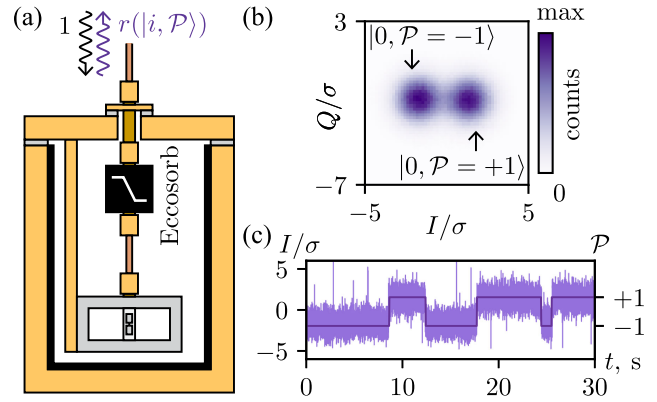 (a)
1
r(|i, 𝒫⟩)
Eccosorb
(b)
3
Q/σ
−7
−5
I/σ
5
|0, 𝒫 = −1⟩
|0, 𝒫 = +1⟩
max
counts
0
(c)
I/σ
𝒫
5
0
−5
+1
−1
0
10
20
30
t, s